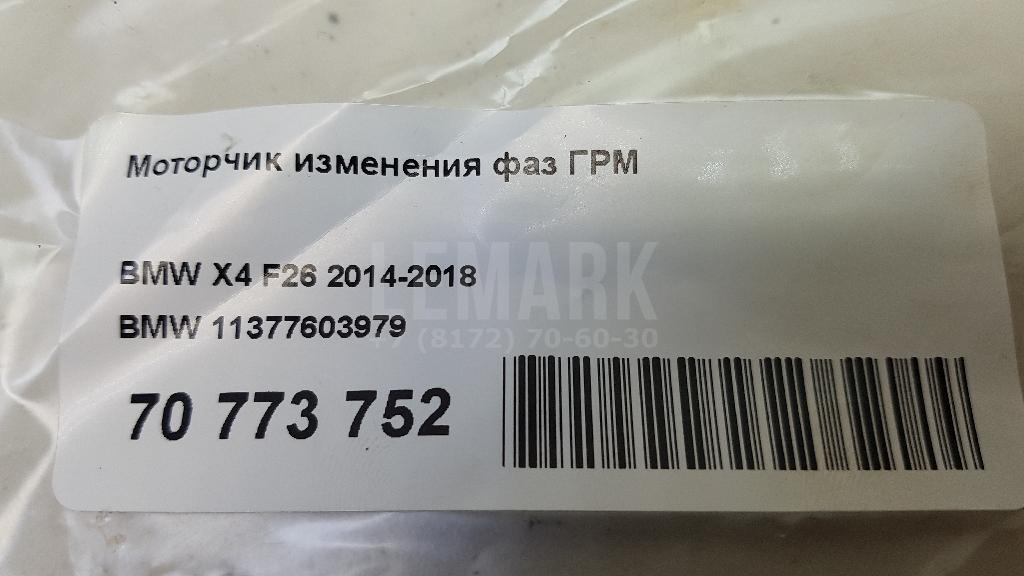 Моторчик изменения фаз ГРМ
BMW X4 F26 2014-2018
LEMARK
BMW 11377603979
+7 (8172) 70-60-30
70 773 752